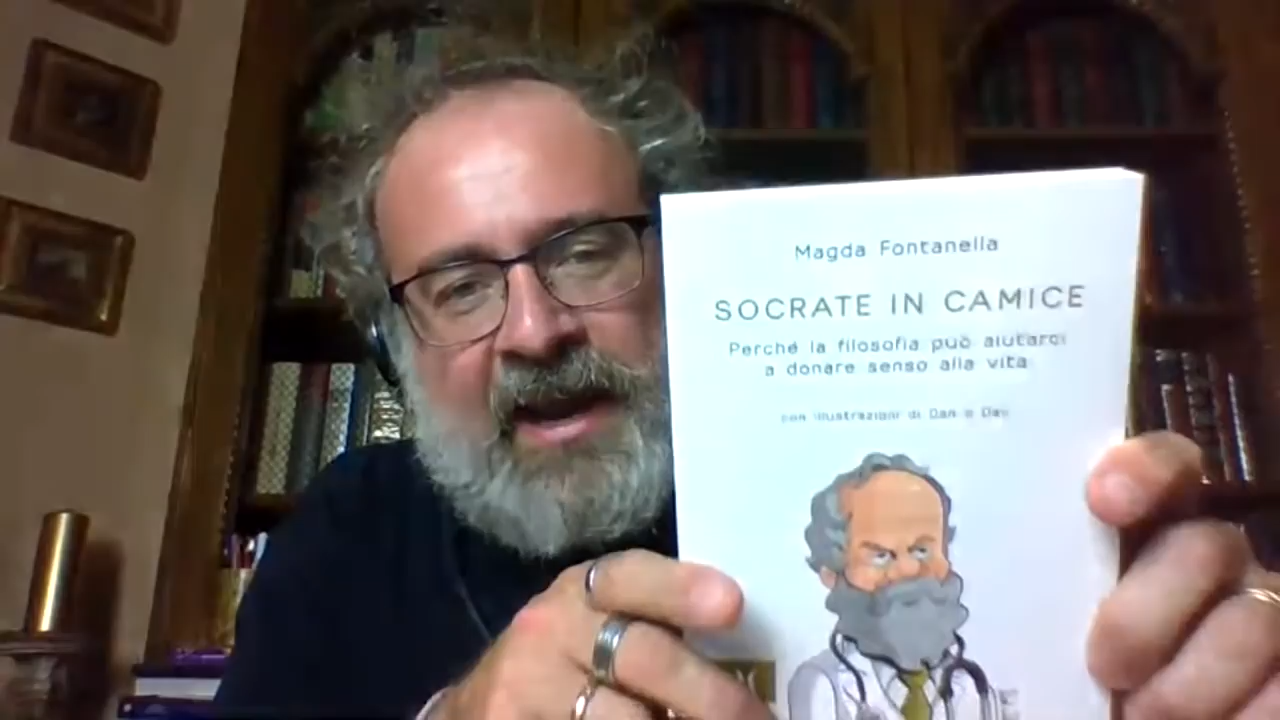 Magda Fontanella
SOCRATE IN CAMICE
Perché la filosofia può aiutarci
a donare senso alla vita
con illustrazioni di Dan e Dav